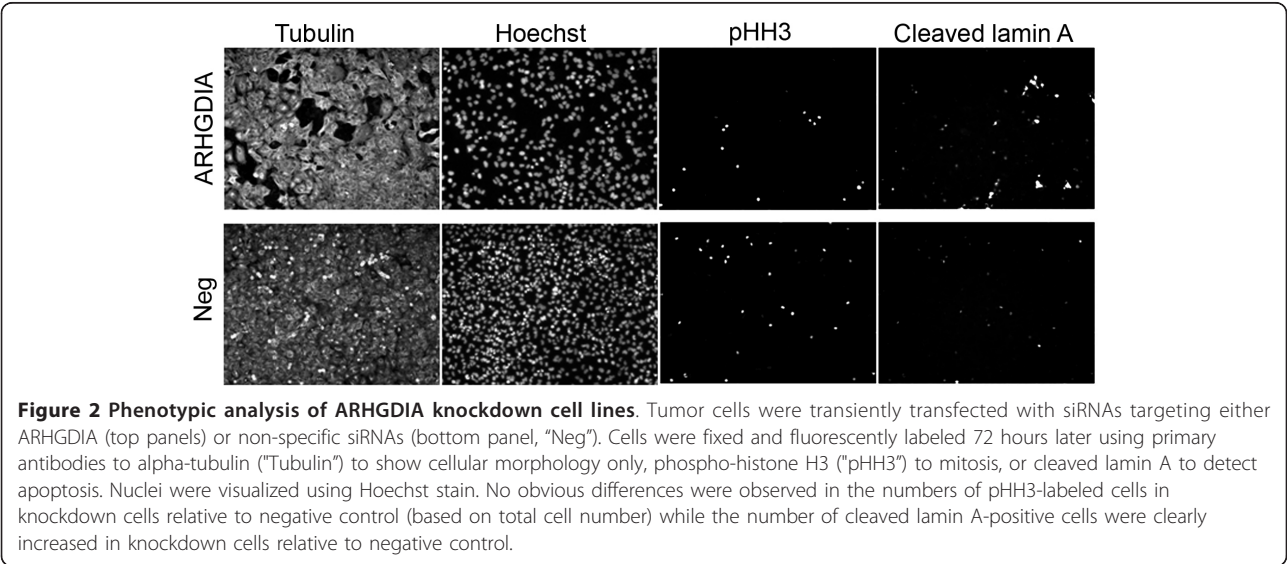 Tubulin Hoechst pHH3 Cleaved lamin A
ARHGDIA
Neg
Figure 2 Phenotypic analysis of ARHGDIA knockdown cell lines. Tumor cells were transiently transfected with siRNAs targeting either
ARHGDIA (top panels) or non-specific siRNAs (bottom panel, “Neg”). Cells were fixed and fluorescently labeled 72 hours later using primary
antibodies to alpha-tubulin ("Tubulin”) to show cellular morphology only, phospho-histone H3 ("pHH3”) to mitosis, or cleaved lamin A to detect
apoptosis. Nuclei were visualized using Hoechst stain. No obvious differences were observed in the numbers of pHH3-labeled cells in
knockdown cells relative to negative control (based on total cell number) while the number of cleaved lamin A-positive cells were clearly
increased in knockdown cells relative to negative control.